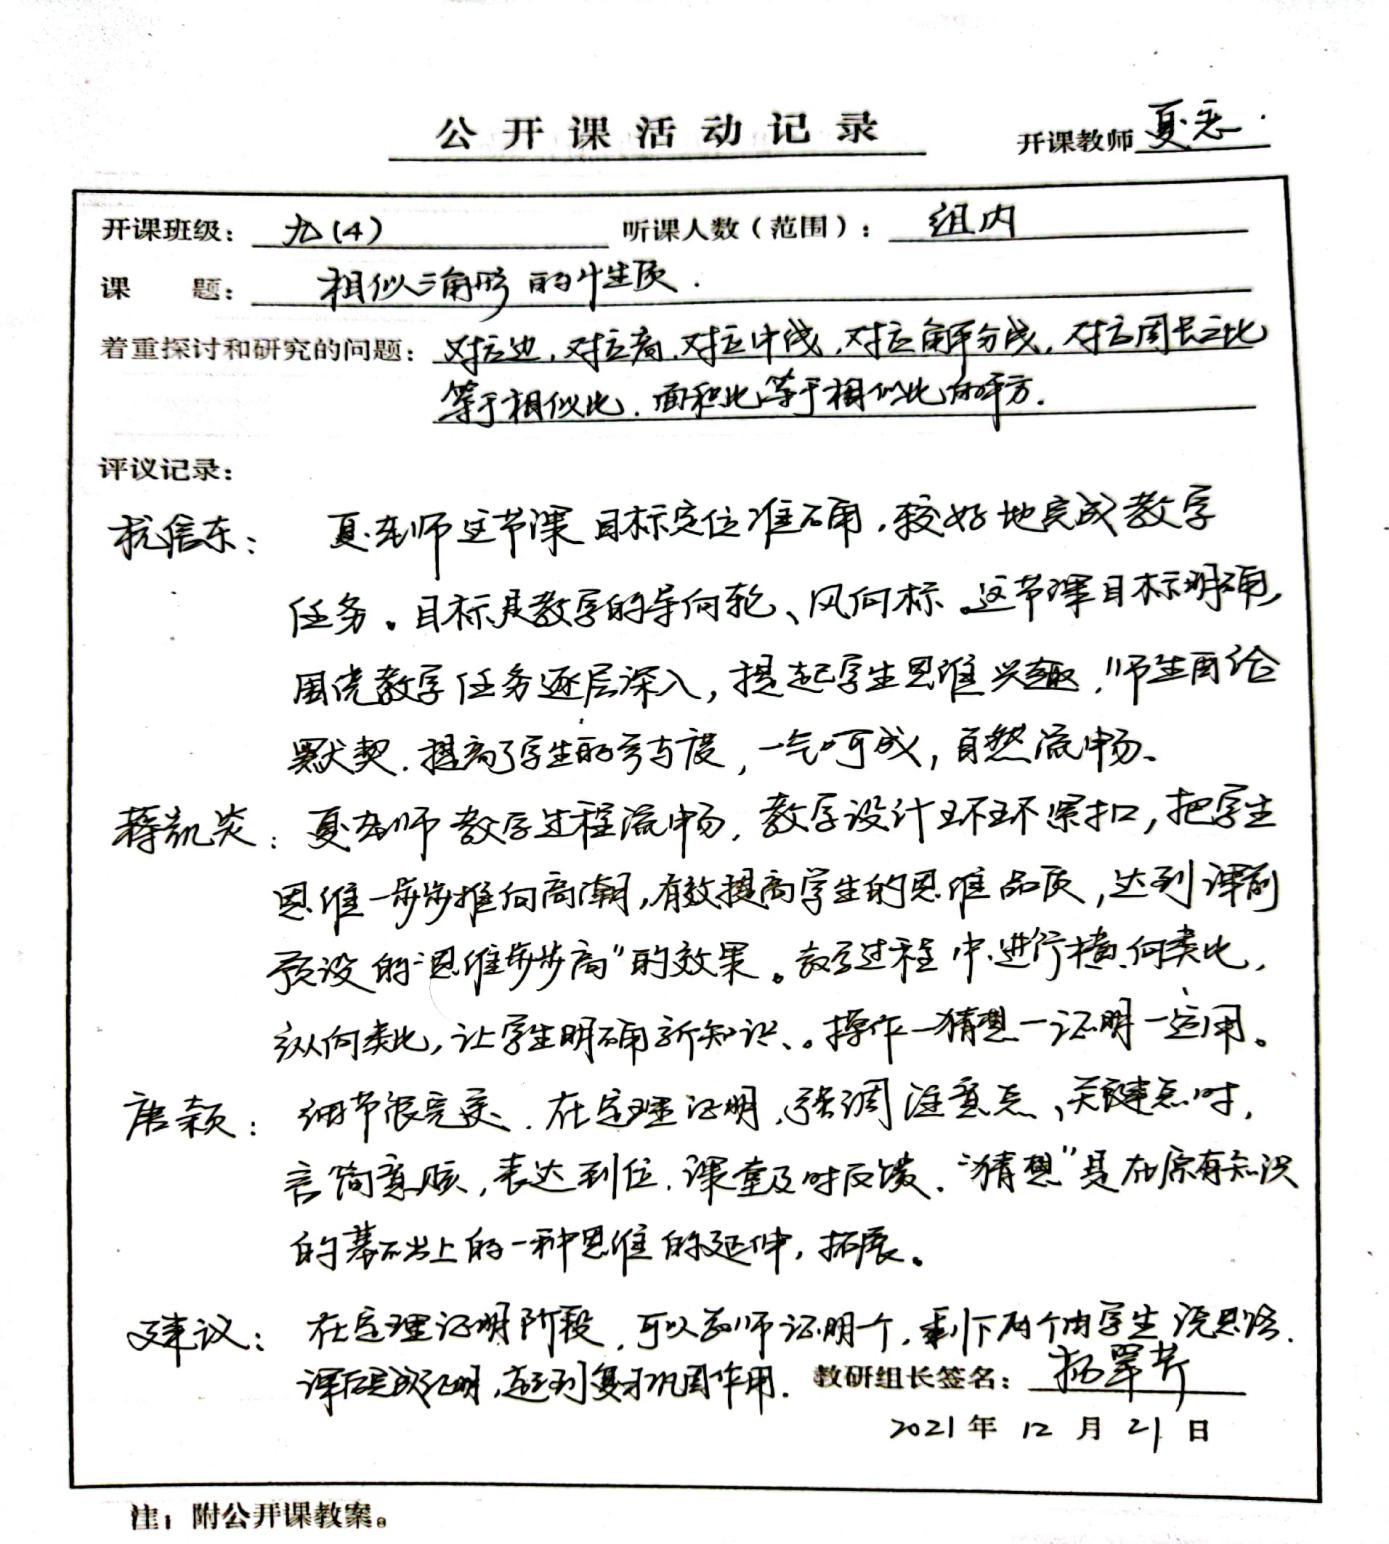 公开课活动记录
开课教师 夏
开课班级： 九(4) 听课人数（范围）： 组内
课 题： 相似三角形的性质.
着重探讨和研究的问题： 对应边，对应高，对应中线，对应角平分线，对应周长之比
等于相似比，面积比等于相似比的平方.
评议记录：
杭信东： 夏老师这节课目标定位准确，较好地完成教学
任务。目标是教学的导向轮、风向标。这节课目标明确，
围绕教学任务逐层深入，提起学生思维兴趣，师生
默契，提高了学生的参与度，一气呵成，自然流畅。
蒋凯炎： 夏老师教学过程流畅，教学设计环环紧扣，把学生
思维一步步推向高潮，有效提高学生的思维品质，达到课前
预设的“思维步步高”的效果。教学过程中进行横向类比，
纵向类比，让学生明确新知识、。操作—猜想—证明—运用。
唐颖： 细节很完美，在定理证明，强调注意点、关键点时，
言简意赅，表达到位，课堂及时反馈，“猜想”是在原有知识
的基础上的一种思维的延伸，拓展。
建议： 在定理证明阶段，可以老师证明一个，剩下两个由学生说思路，
课后完成证明，起到复习巩固作用. 教研组长签名： 杨翠芹
2021年12月21日
注：附公开课教案。